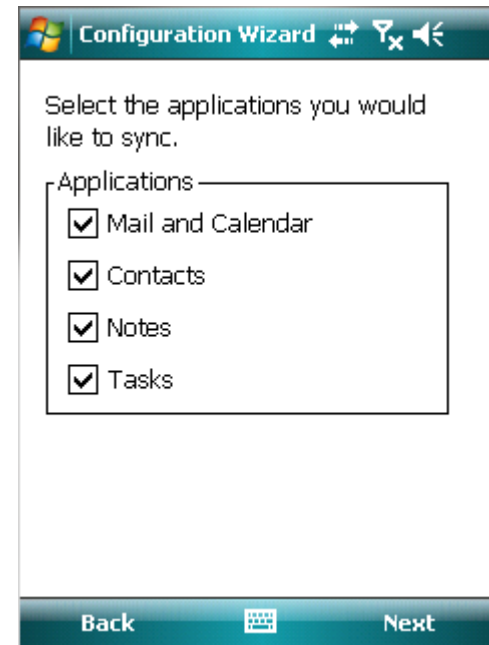 Configuration Wizard
Select the applications you would
like to sync.
Applications
Mail and Calendar
Contacts
Notes
Tasks
Back
Next